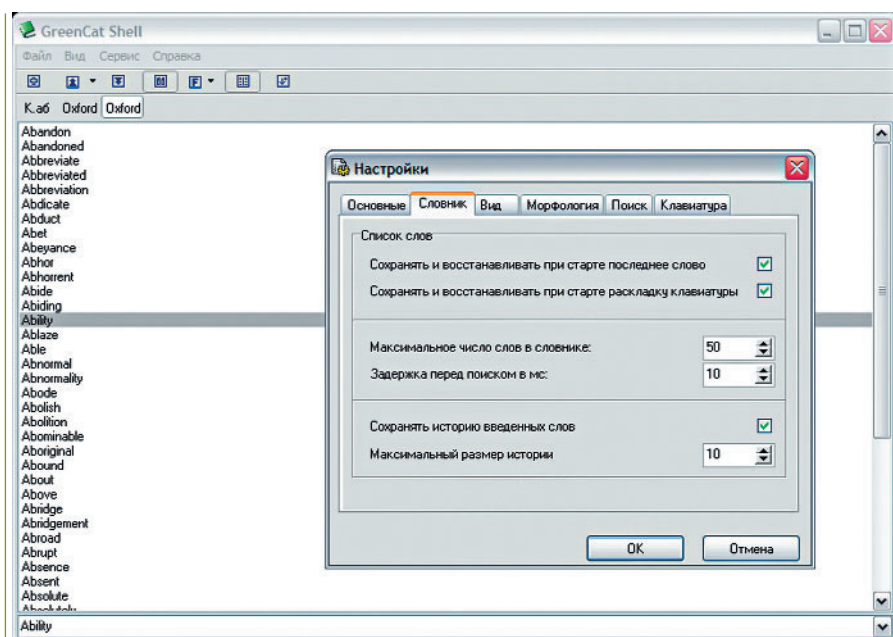 GreenCat Shell
Файл Вид Сервис Справка
К.аб Oxford Oxford
Abandon
Abandoned
Abbreviate
Abbreviated
Abbreviation
Abdicate
Abduct
Abet
Abeyance
Abhor
Abhorrent
Abide
Abiding
Ability
Ablaze
Able
Abnormal
Abnormality
Abode
Abolish
Abolition
Abominable
Aboriginal
Abound
About
Above
Abridge
Abridgement
Abroad
Abrupt
Absence
Absent
Absolute
Absolutely
Ability
Настройки
Основные Словник Вид Морфология Поиск Клавиатура
Список слов
Сохранять и восстанавливать при старте последнее слово
Сохранять и восстанавливать при старте раскладку клавиатуры
Максимальное число слов в словнике: 50
Задержка перед поиском в мс: 10
Сохранять историю введенных слов
Максимальный размер истории 10
OK Отмена